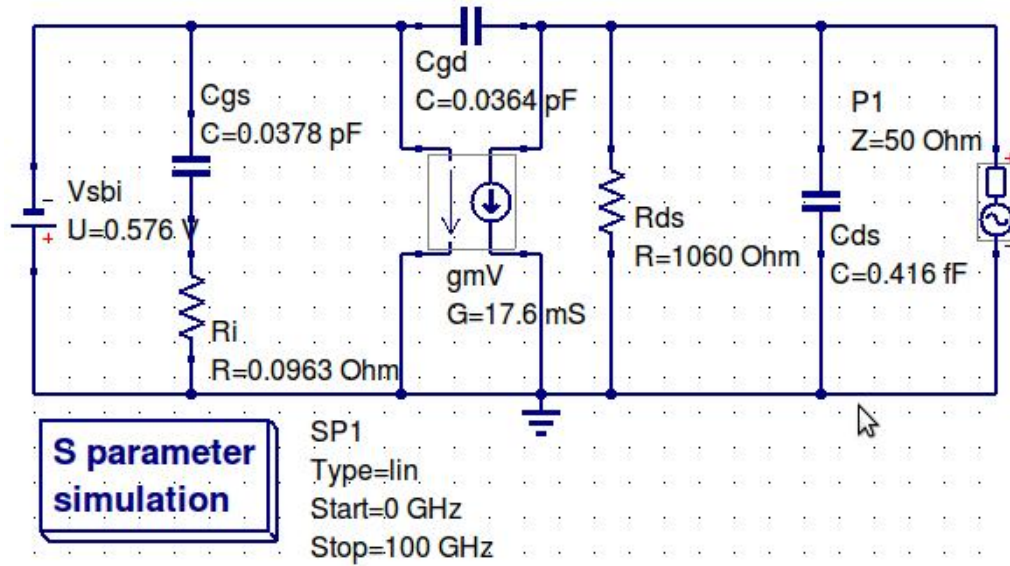 Cgd
C=0.0364 pF
Cgs
C=0.0378 pF
P1
Z=50 Ohm
Vsbi
U=0.576 V
Rds
R=1060 Ohm
Cds
C=0.416 fF
gmV
G=17.6 mS
Ri
R=0.0963 Ohm
S parameter
simulation
SP1
Type=lin
Start=0 GHz
Stop=100 GHz